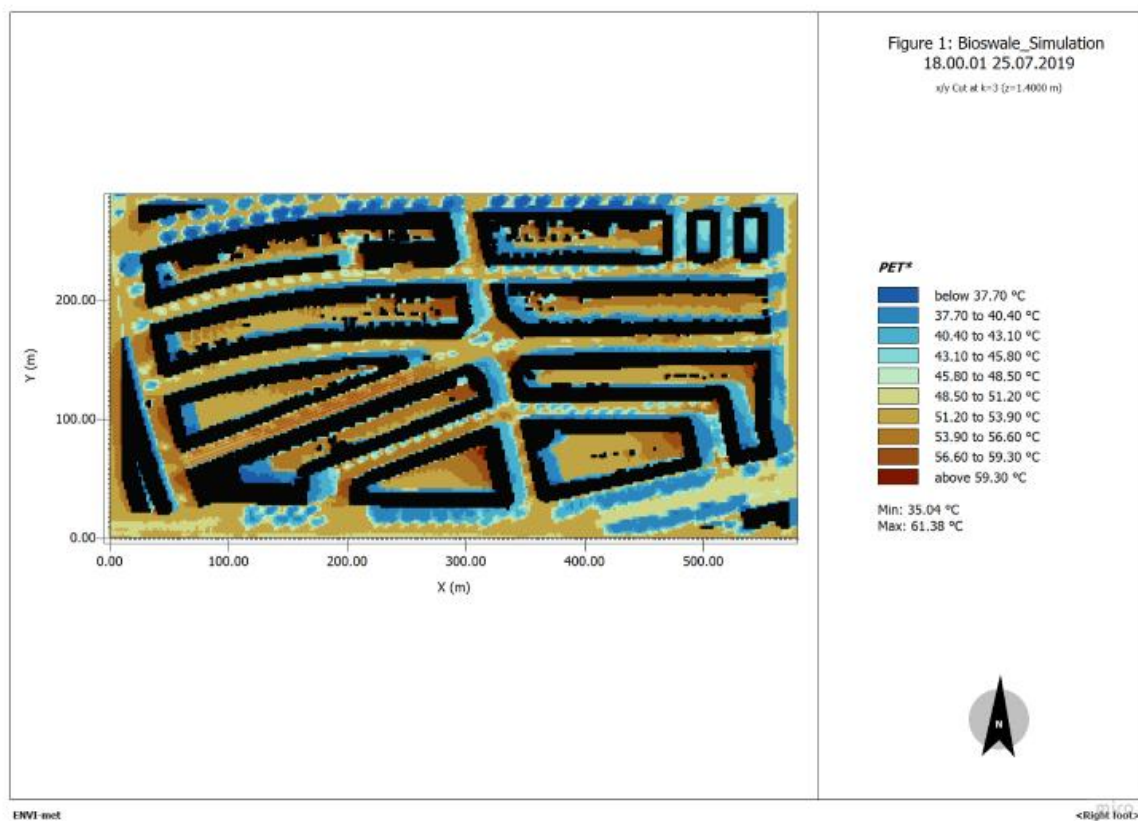 Figure 1: Bioswale_Simulation
18.00.01 25.07.2019
x/y Cut at k=3 (z=1.4000 m)
Y (m)
200.00
100.00
0.00
0.00 100.00 200.00 300.00 400.00 500.00
X (m)
PET*
below 37.70 °C
37.70 to 40.40 °C
40.40 to 43.10 °C
43.10 to 45.80 °C
45.80 to 48.50 °C
48.50 to 51.20 °C
51.20 to 53.90 °C
53.90 to 56.60 °C
56.60 to 59.30 °C
above 59.30 °C
Min: 35.04 °C
Max: 61.38 °C
N
miro
ENVI-met
<Right foot>